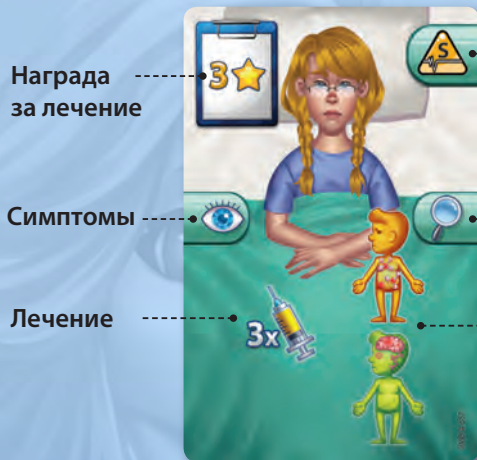 Награда
за лечение
3
S
Симптомы
Лечение
3x